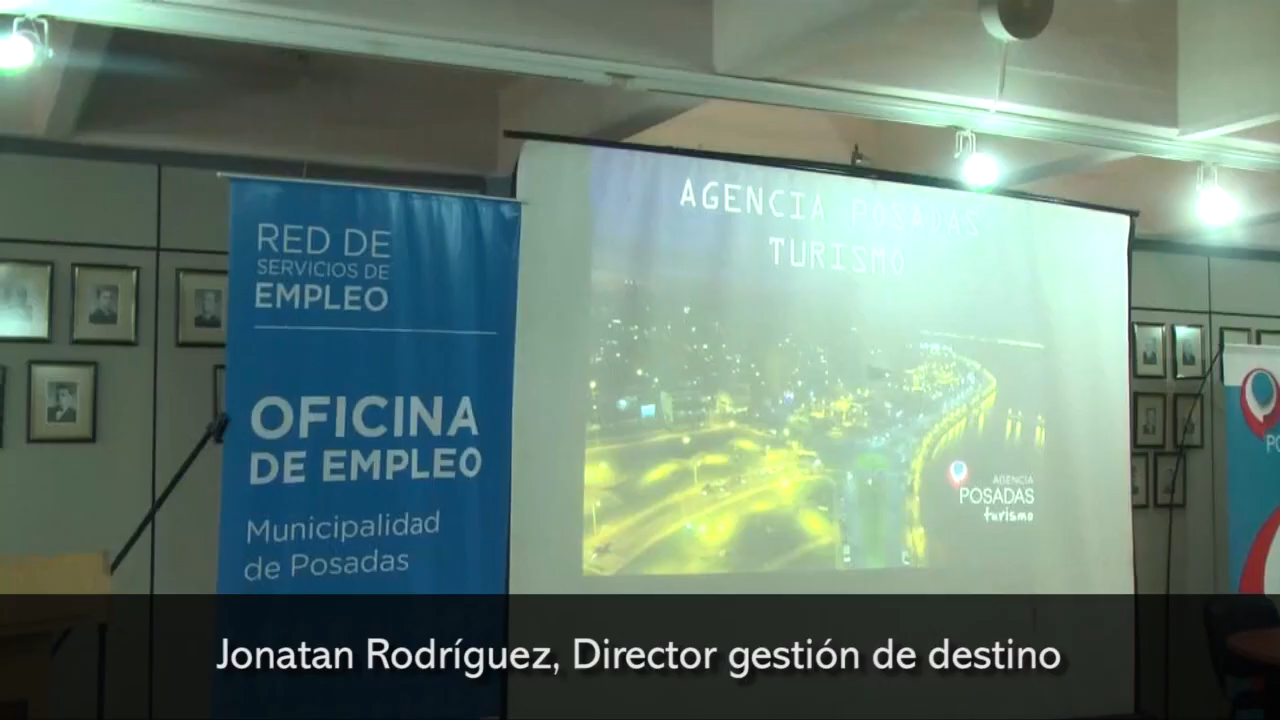 RED DE
SERVICIOS DE
EMPLEO
OFICINA
DE EMPLEO
Municipalidad
de Posadas
AGENCIA POSADAS
TURISMO
AGENCIA
POSADAS
turismo
Jonatan Rodríguez, Director gestión de destino